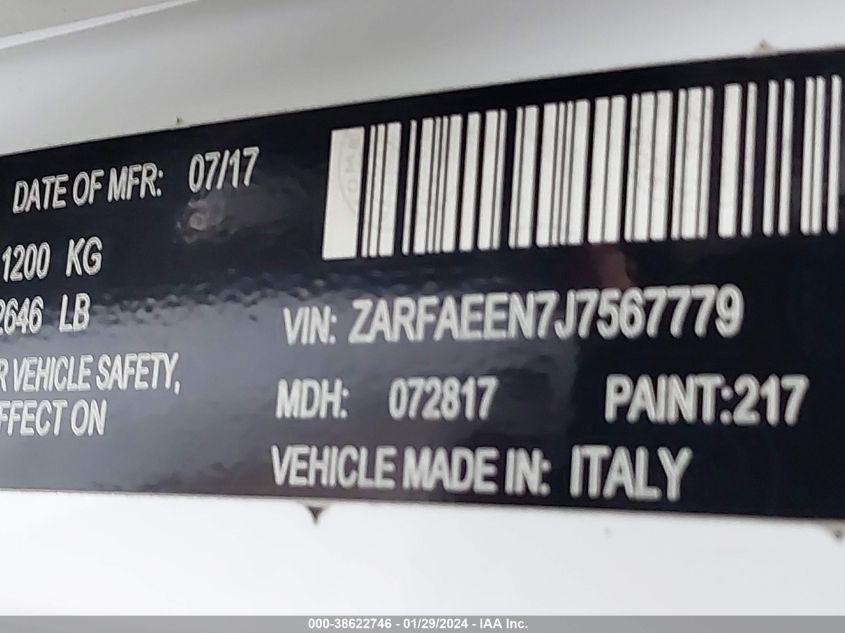 DATE OF MFR: 07/17
1200 KG
2646 LB
VIN: ZARFAEEN7J7567779
R VEHICLE SAFETY,
MDH: 072817 PAINT:217
FFECT ON
VEHICLE MADE IN: ITALY
000-38622746 - 01/29/2024 - IAA Inc.